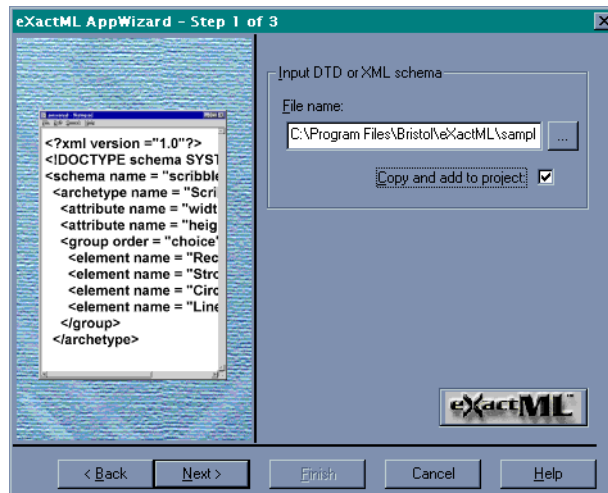 eXactML AppWizard - Step 1 of 3
<?xml version ="1.0"?>
<!DOCTYPE schema SYST
<schema name = "scribble
<archetype name = "Scri
<attribute name = "widt
<attribute name = "heig
<group order = "choice"
<element name = "Rec
<element name = "Stro
<element name = "Circ
<element name = "Line
</group>
</archetype>
Input DTD or XML schema
File name:
C:\Program Files\Bristol\eXactML\sampl
...
Copy and add to project:
eXactML
< Back
Next >
Finish
Cancel
Help